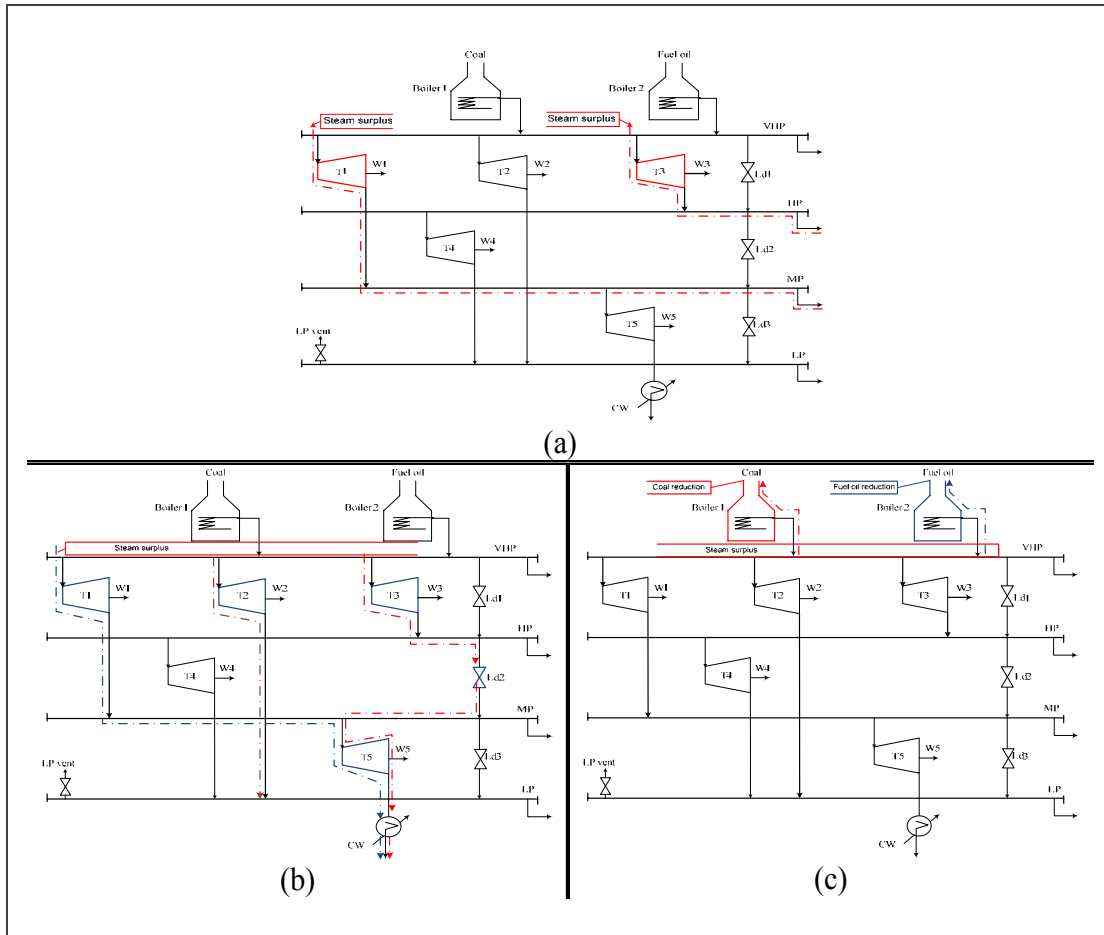 Coal Fuel oil
Boiler 1 Boiler 2
Steam surplus Steam surplus
VHP
T1 W1 T2 W2 T3 W3 Ld1
HP
T4 W4 Ld2
MP
T5 W5 Ld3
LP vent
LP
CW
(a)
Coal Fuel oil
Boiler 1 Boiler 2
Steam surplus
VHP
T1 W1 T2 W2 T3 W3 Ld1
HP
T4 W4 Ld2
MP
T5 W5 Ld3
LP vent
LP
CW
(b)
Coal Fuel oil
Coal reduction Fuel oil reduction
Boiler 1 Boiler 2
Steam surplus
VHP
T1 W1 T2 W2 T3 W3 Ld1
HP
T4 W4 Ld2
MP
T5 W5 Ld3
LP vent
LP
CW
(c)